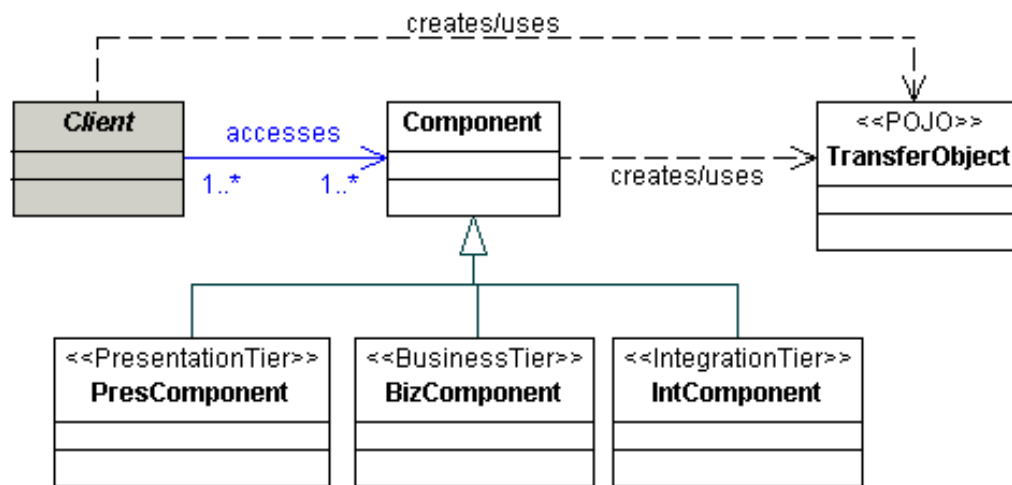 creates/uses
Client
accesses
1..*
1..*
Component
creates/uses
<<POJO>>
TransferObject
<<PresentationTier>>
PresComponent
<<BusinessTier>>
BizComponent
<<IntegrationTier>>
IntComponent